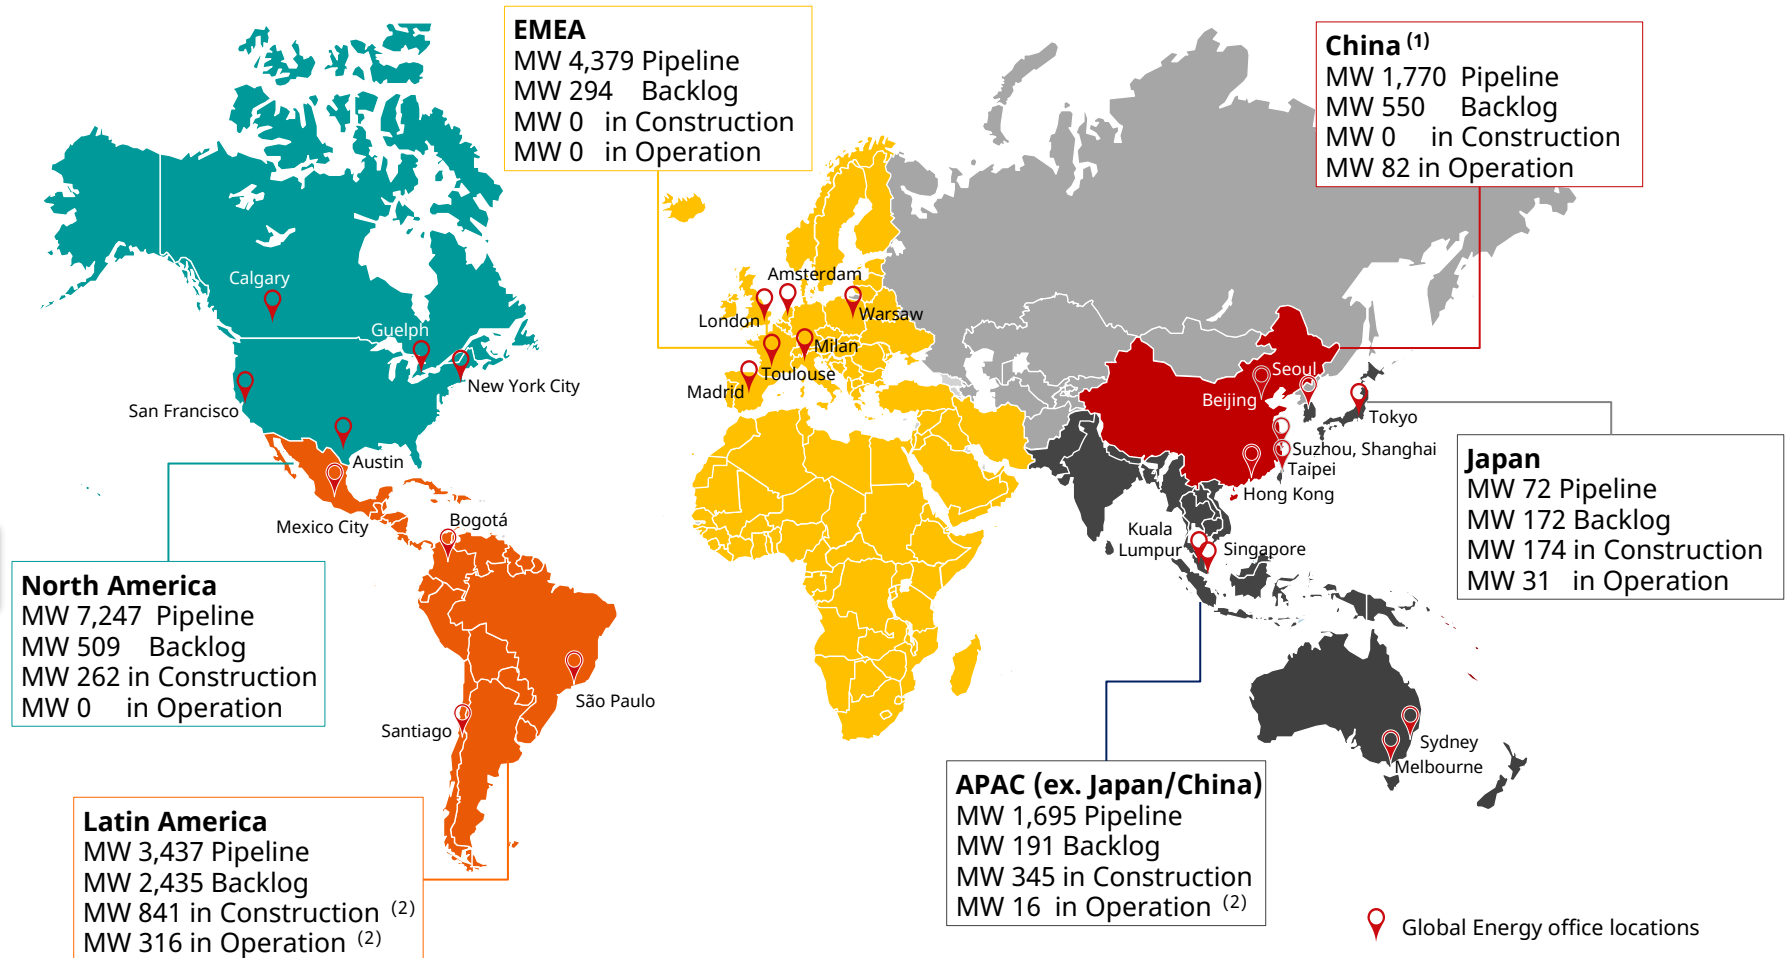 EMEA
MW 4,379 Pipeline
MW 294 Backlog
MW 0 in Construction
MW 0 in Operation
China (1)
MW 1,770 Pipeline
MW 550 Backlog
MW 0 in Construction
MW 82 in Operation
Calgary
Guelph
New York City
San Francisco
Austin
Mexico City
Bogotá
São Paulo
Santiago
Amsterdam
London
Warsaw
Milan
Toulouse
Madrid
Seoul
Beijing
Tokyo
Suzhou, Shanghai
Taipei
Hong Kong
Kuala
Lumpur
Singapore
Sydney
Melbourne
Japan
MW 72 Pipeline
MW 172 Backlog
MW 174 in Construction
MW 31 in Operation
North America
MW 7,247 Pipeline
MW 509 Backlog
MW 262 in Construction
MW 0 in Operation
Latin America
MW 3,437 Pipeline
MW 2,435 Backlog
MW 841 in Construction (2)
MW 316 in Operation (2)
APAC (ex. Japan/China)
MW 1,695 Pipeline
MW 191 Backlog
MW 345 in Construction
MW 16 in Operation (2)
Global Energy office locations